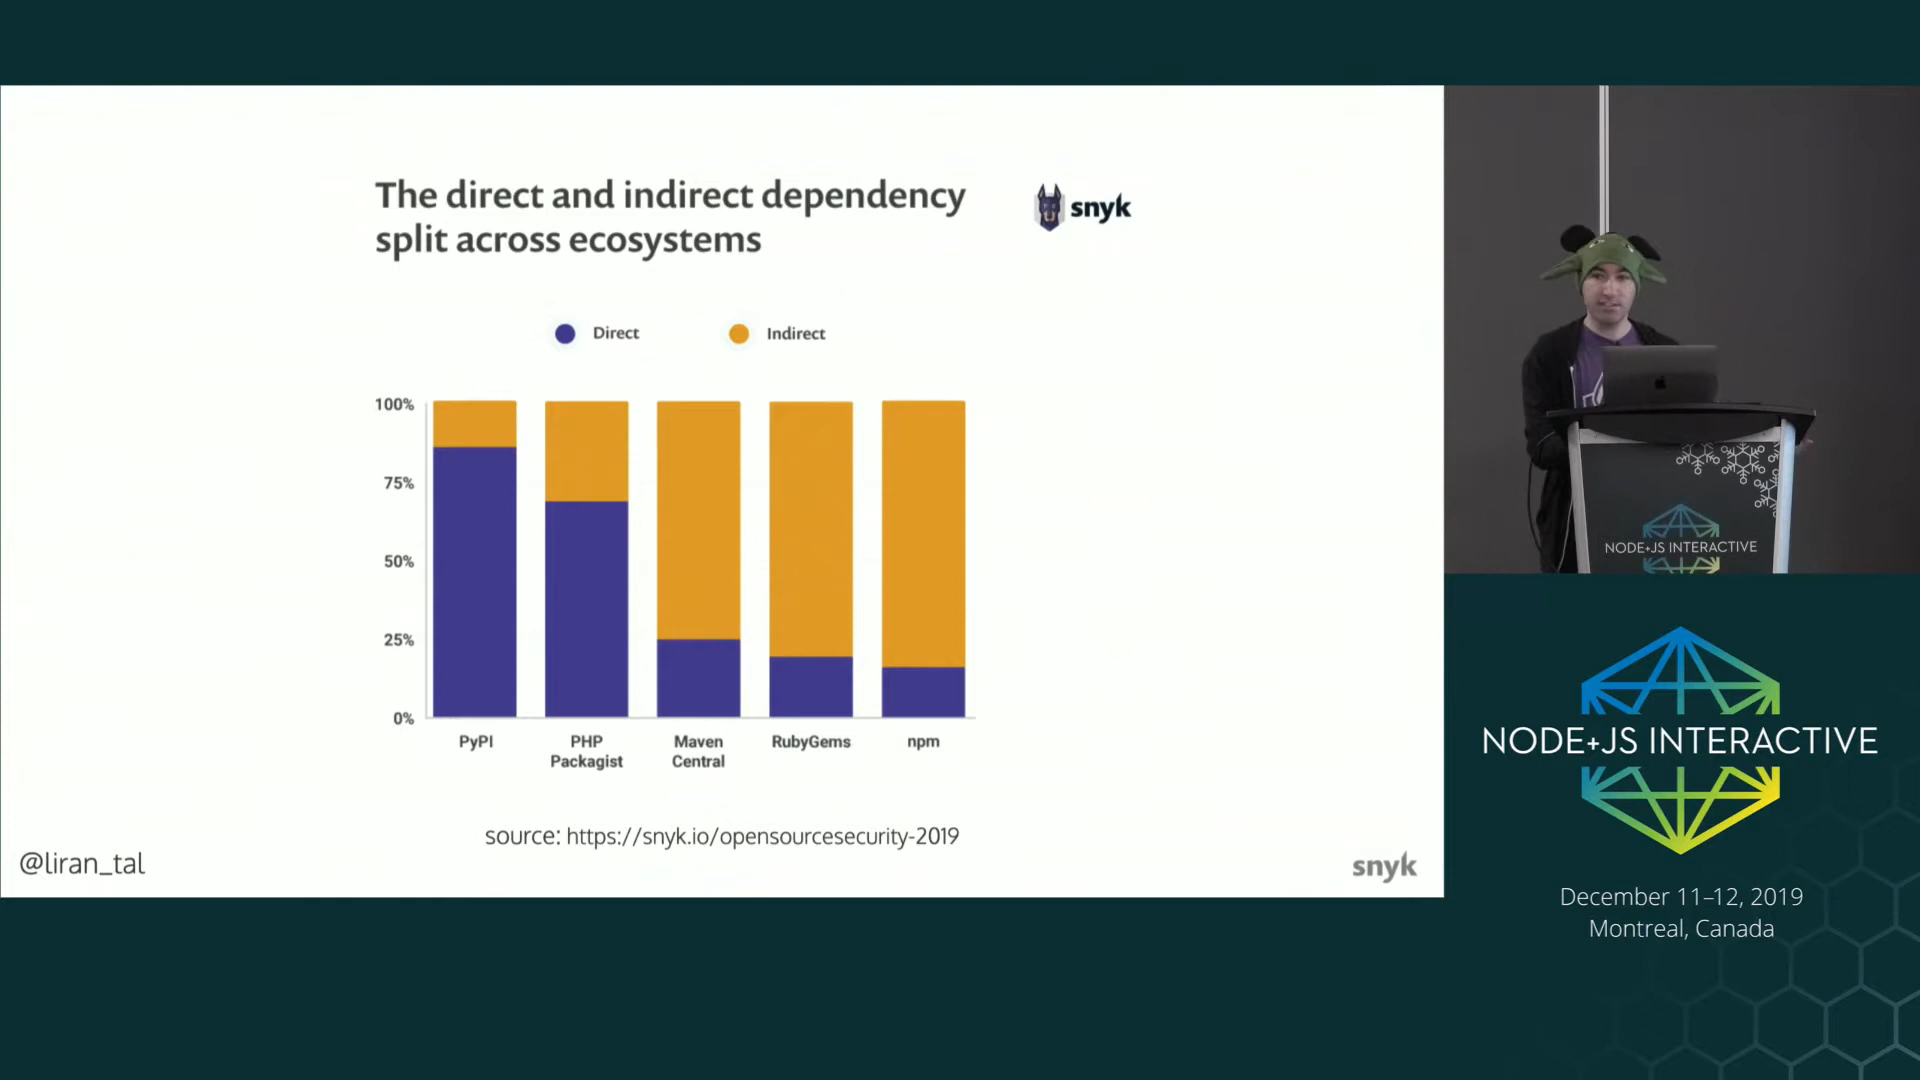 The direct and indirect dependency
split across ecosystems
snyk
Direct
Indirect
100%
75%
50%
25%
0%
PyPI
PHP
Packagist
Maven
Central
RubyGems
npm
source: https://snyk.io/opensourcesecurity-2019
@liran_tal
snyk
NODE+JS INTERACTIVE
NODE+JS INTERACTIVE
December 11–12, 2019
Montreal, Canada